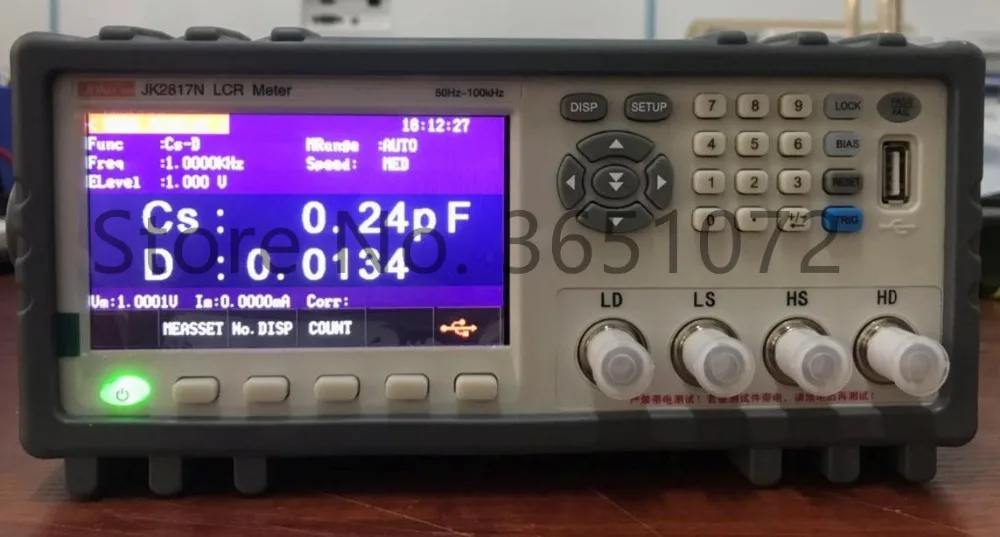 JK2817N LCR Meter
50Hz-100kHz
16:12:27
Func :Cs-D MRange :AUTO
Freq :1.0000KHz Speed: MED
ELevel :1.000 V
Cs: 0.24pF
D : 0.0134
Vm:1.0001V Im:0.0000mA Corr:
MEASSET No.DISP COUNT
DISP SETUP
7 8 9 LOCK
PASS
FAIL
4 5 6 BIAS
1 2 3 RESET
0 . +/- TRIG
LD LS HS HD
Store No. 3651072